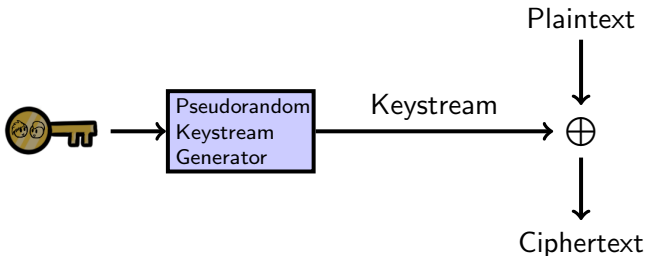 Plaintext
Pseudorandom
Keystream
Generator
Keystream
Ciphertext